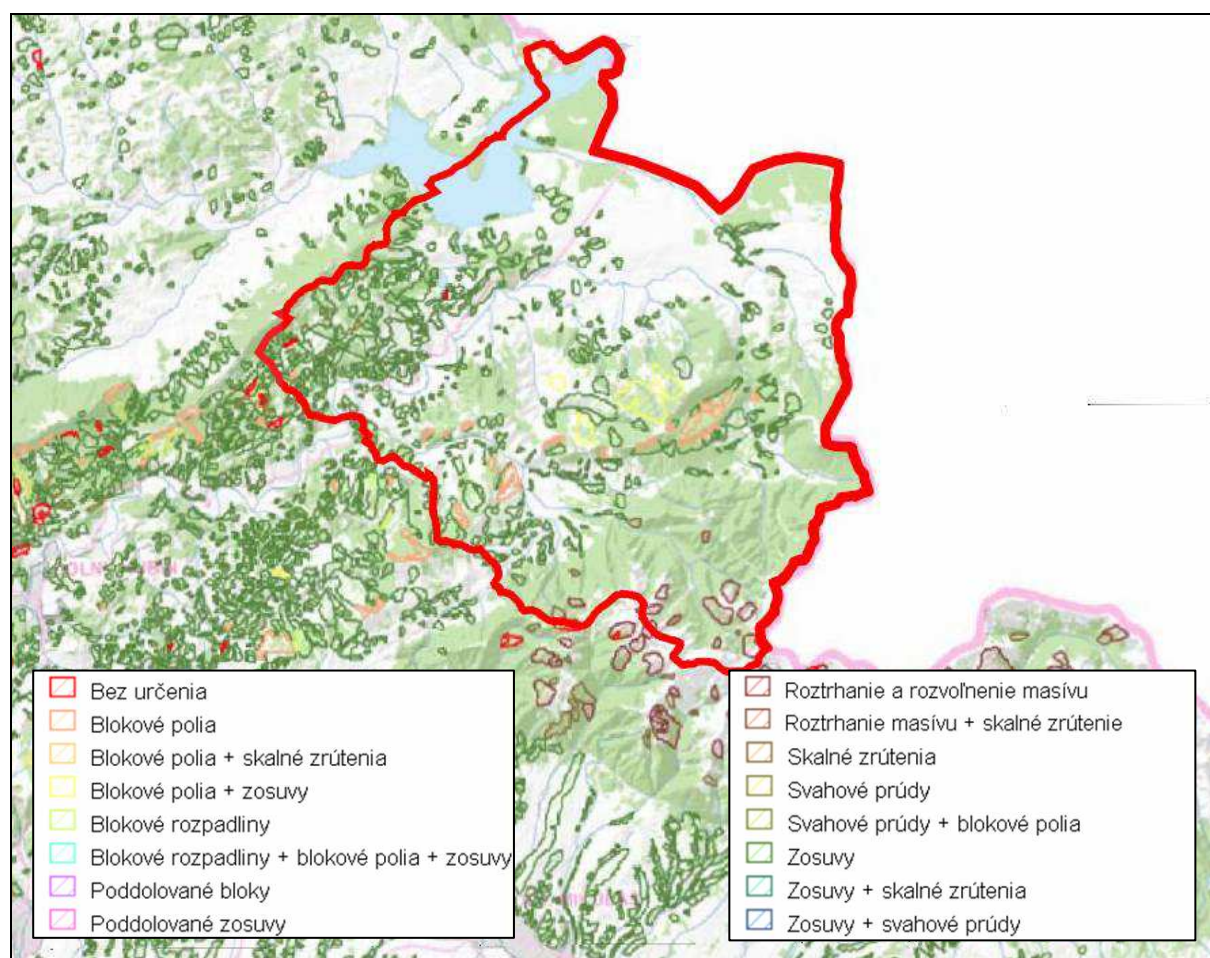 Bez určenia
Blokové polia
Blokové polia + skalné zrútenia
Blokové polia + zosuvy
Blokové rozpadliny
Blokové rozpadliny + blokové polia + zosuvy
Poddolované bloky
Poddolované zosuvy
Roztrhanie a rozvoľnenie masívu
Roztrhanie masívu + skalné zrútenie
Skalné zrútenia
Svahové prúdy
Svahové prúdy + blokové polia
Zosuvy
Zosuvy + skalné zrútenia
Zosuvy + svahové prúdy